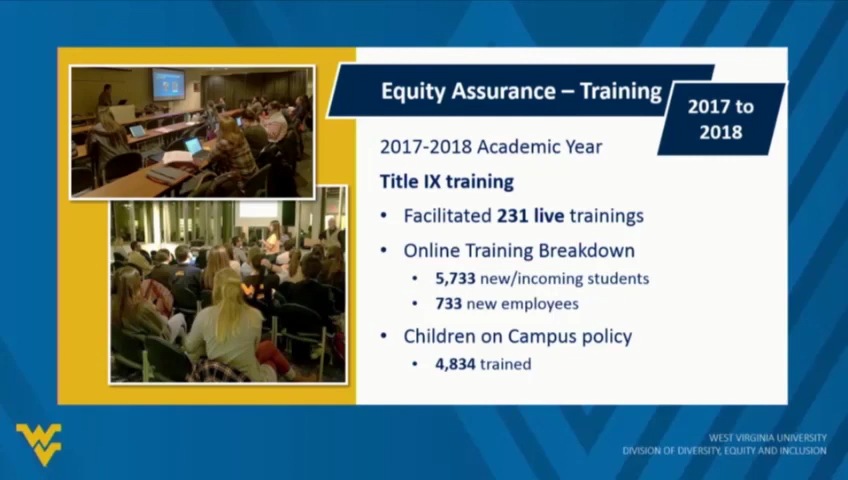 Equity Assurance – Training
2017 to
2018
2017-2018 Academic Year
Title IX training
• Facilitated 231 live trainings
• Online Training Breakdown
• 5,733 new/incoming students
• 733 new employees
• Children on Campus policy
• 4,834 trained
WV
WEST VIRGINIA UNIVERSITY
DIVISION OF DIVERSITY, EQUITY AND INCLUSION